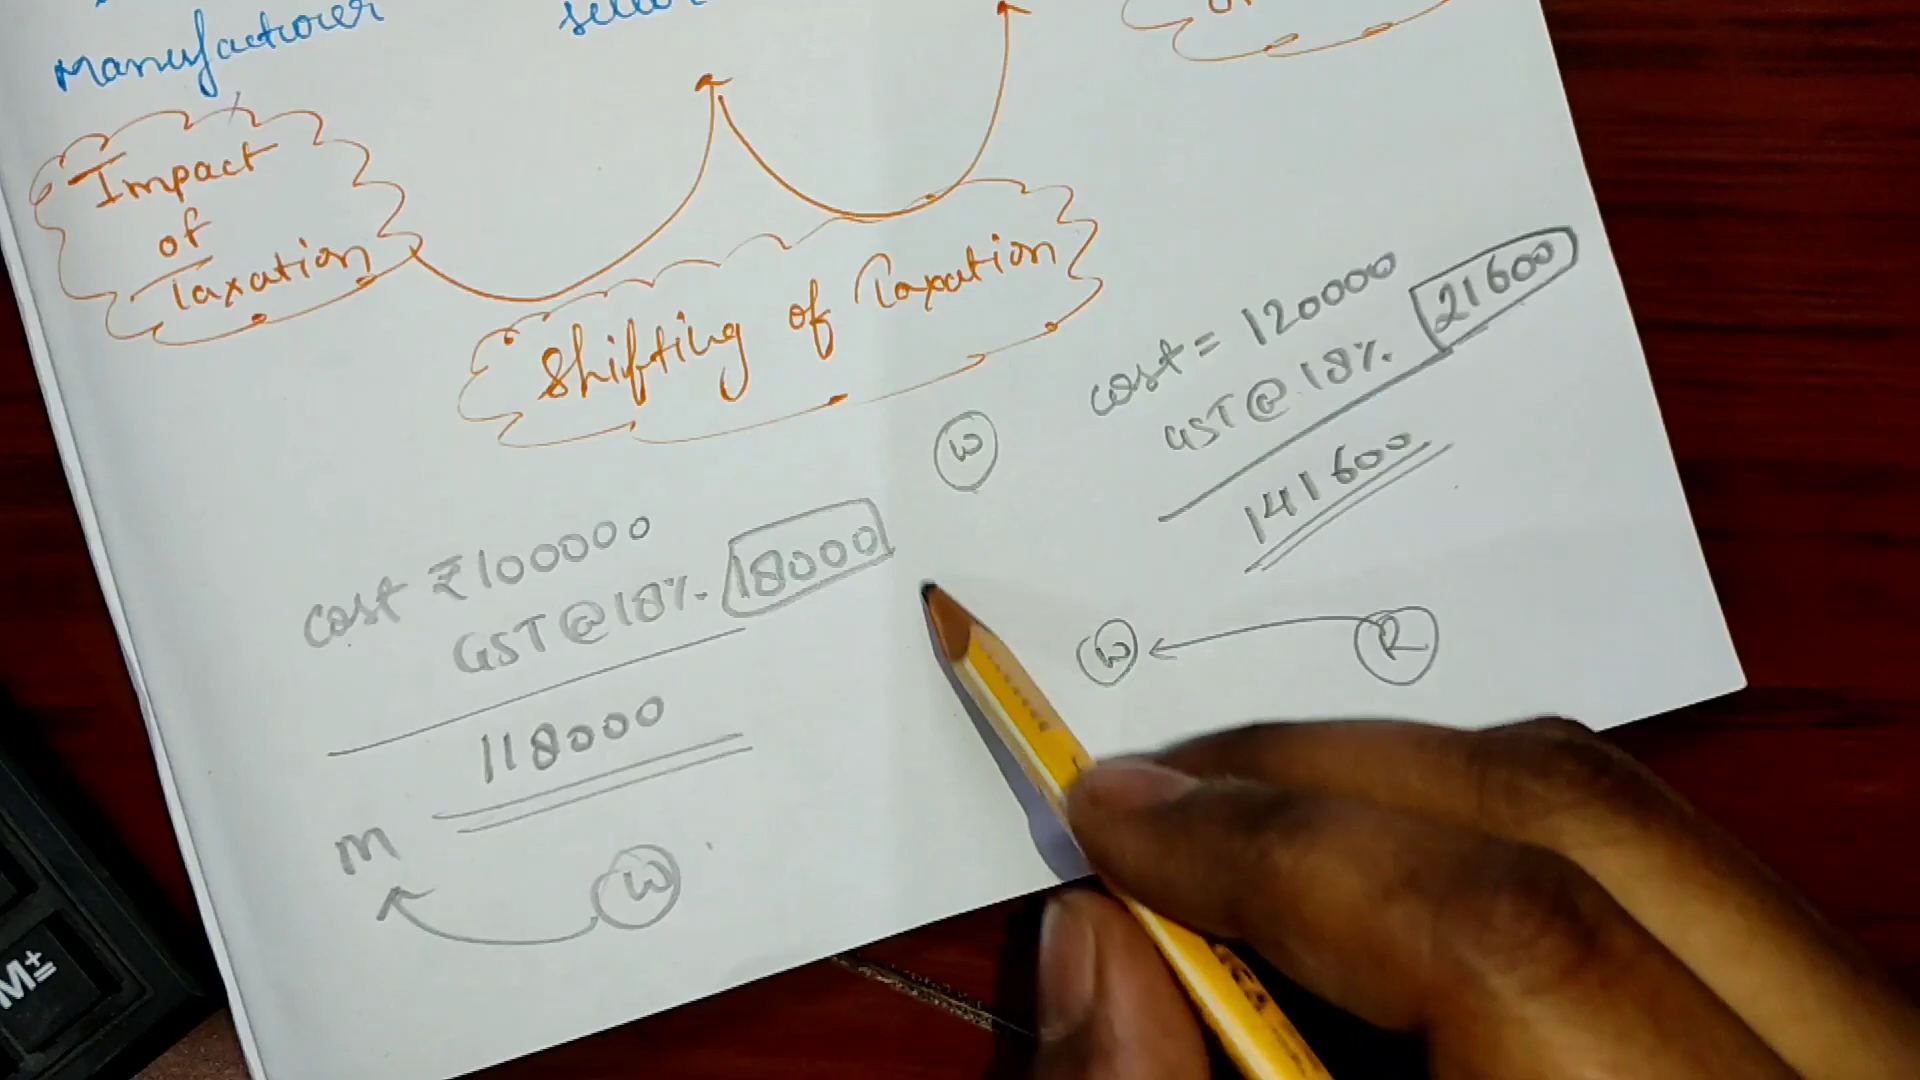 Manufacturer
Impact
of
Taxation
Shifting of Taxation
cost = 120000
GST @ 18%. 21600
141600
W
cost ₹100000
GST @ 18%. 18000
118000
W R
M
W
M±